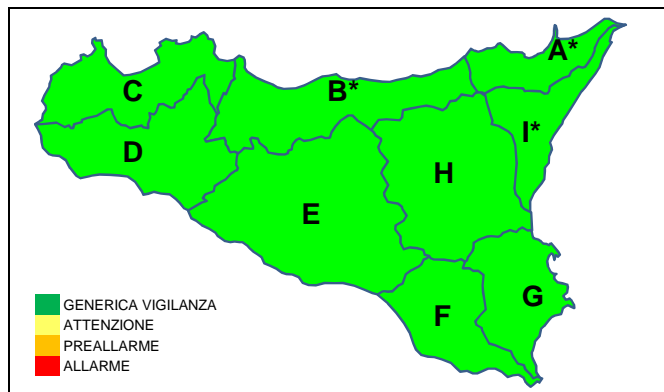 A*
C
B*
I*
D
H
E
G
F
GENERICA VIGILANZA
ATTENZIONE
PREALLARME
ALLARME